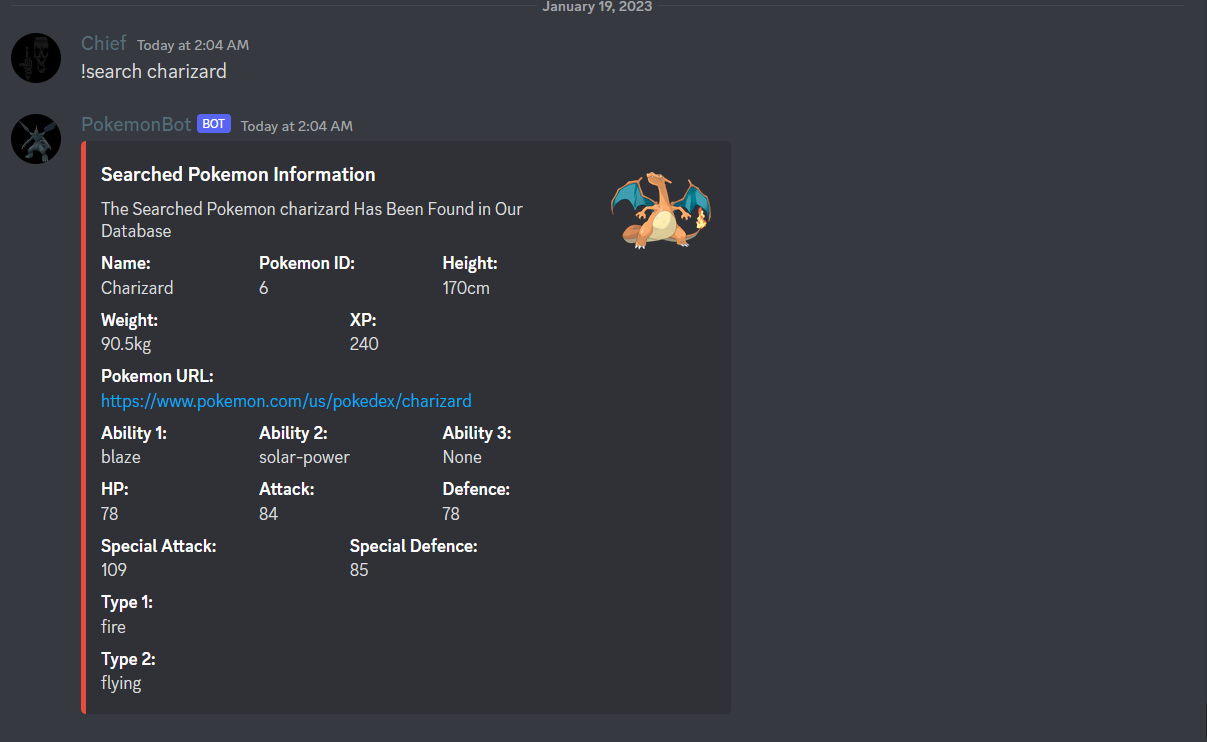 January 19, 2023
Chief Today at 2:04 AM
!search charizard
PokemonBot BOT Today at 2:04 AM
Searched Pokemon Information
The Searched Pokemon charizard Has Been Found in Our
Database
Name: Pokemon ID: Height:
Charizard 6 170cm
Weight: XP:
90.5kg 240
Pokemon URL:
https://www.pokemon.com/us/pokedex/charizard
Ability 1: Ability 2: Ability 3:
blaze solar-power None
HP: Attack: Defence:
78 84 78
Special Attack: Special Defence:
109 85
Type 1:
fire
Type 2:
flying